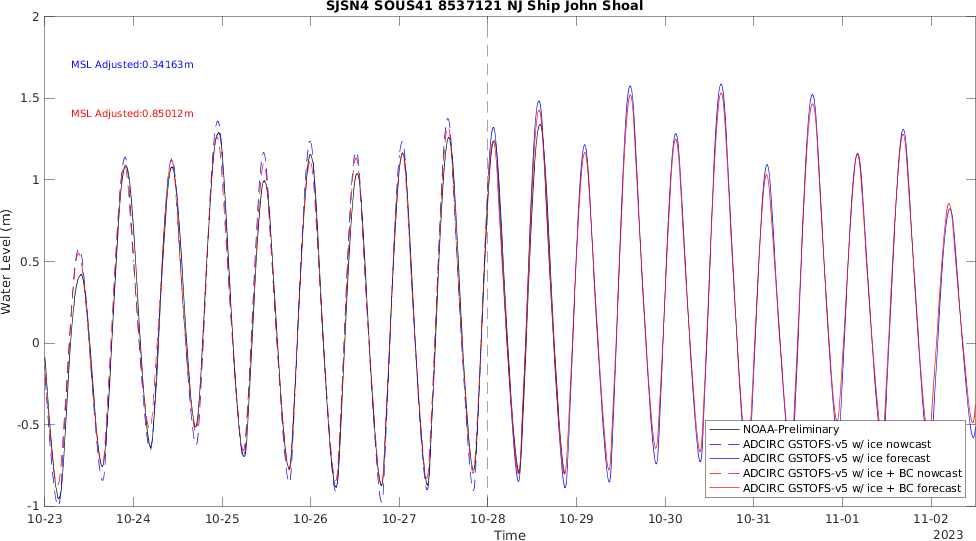 SJSN4 SOUS41 8537121 NJ Ship John Shoal
2
MSL Adjusted:0.34163m
1.5
MSL Adjusted:0.85012m
1
0.5
0
-0.5
-1
Water Level (m)
NOAA-Preliminary
ADCIRC GSTOFS-v5 w/ ice nowcast
ADCIRC GSTOFS-v5 w/ ice forecast
ADCIRC GSTOFS-v5 w/ ice + BC nowcast
ADCIRC GSTOFS-v5 w/ ice + BC forecast
10-23 10-24 10-25 10-26 10-27 10-28 10-29 10-30 10-31 11-01 11-02
Time
2023